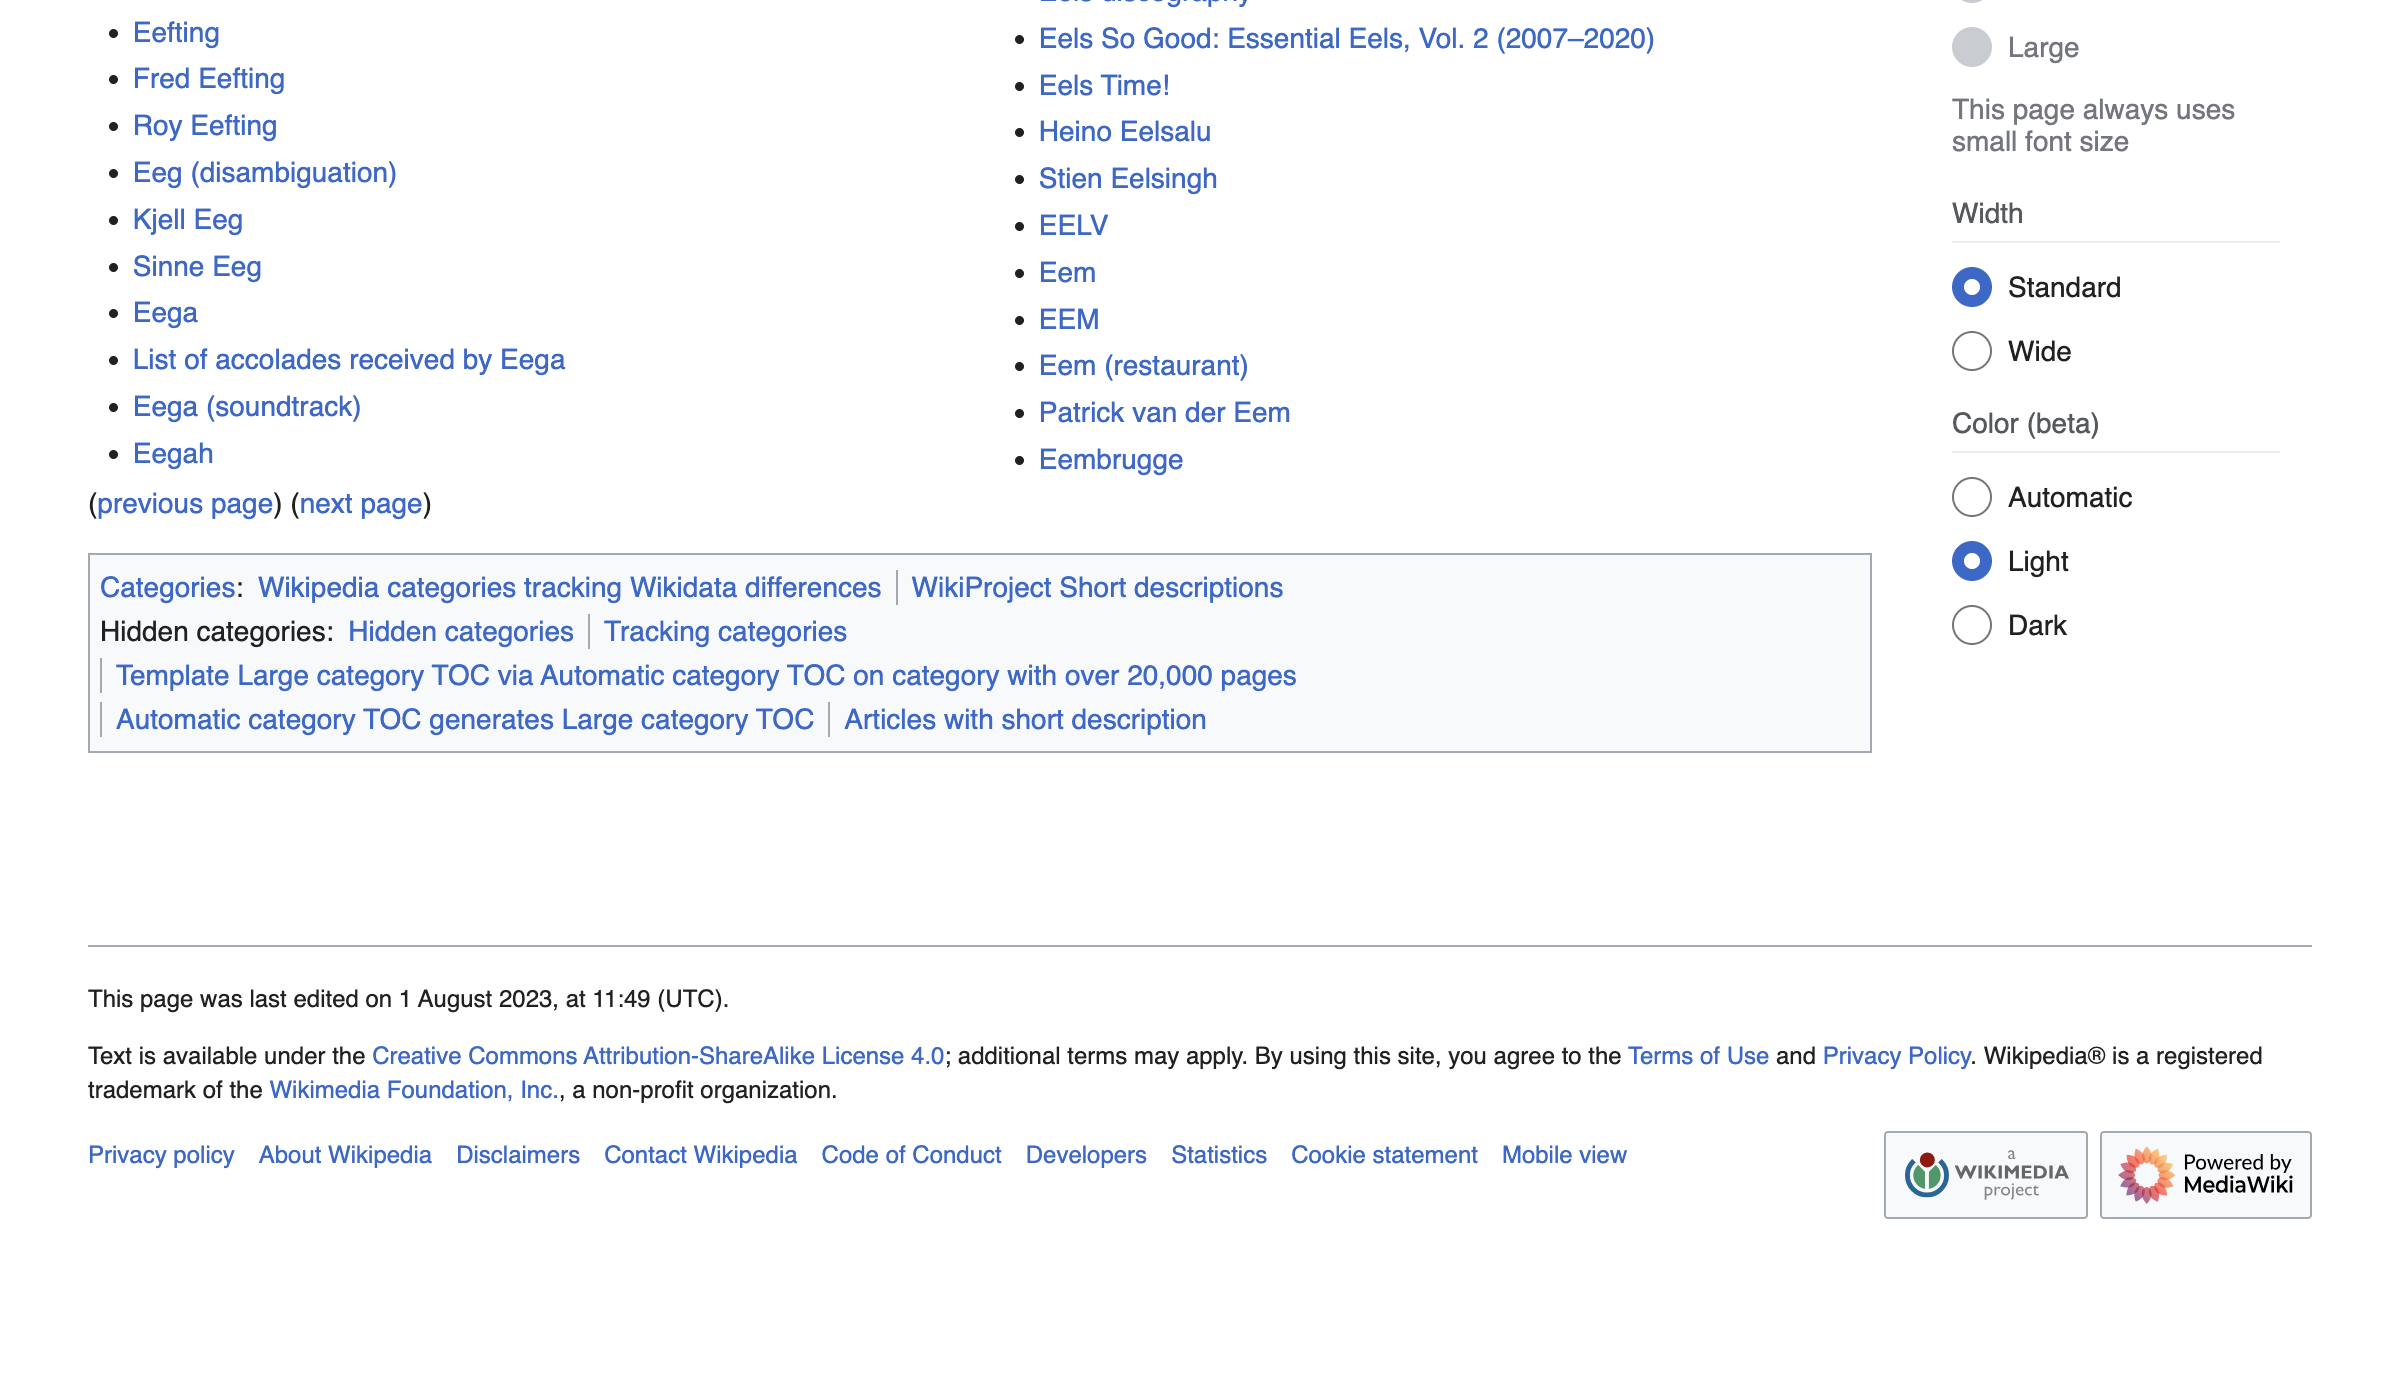 Eefting
Fred Eefting
Roy Eefting
Eeg (disambiguation)
Kjell Eeg
Sinne Eeg
Eega
List of accolades received by Eega
Eega (soundtrack)
Eegah
Eels So Good: Essential Eels, Vol. 2 (2007–2020)
Eels Time!
Heino Eelsalu
Stien Eelsingh
EELV
Eem
EEM
Eem (restaurant)
Patrick van der Eem
Eembrugge
(previous page) (next page)
Categories: Wikipedia categories tracking Wikidata differences | WikiProject Short descriptions
Hidden categories: Hidden categories | Tracking categories
| Template Large category TOC via Automatic category TOC on category with over 20,000 pages
| Automatic category TOC generates Large category TOC | Articles with short description
Large
This page always uses
small font size
Width
Standard
Wide
Color (beta)
Automatic
Light
Dark
This page was last edited on 1 August 2023, at 11:49 (UTC).
Text is available under the Creative Commons Attribution-ShareAlike License 4.0; additional terms may apply. By using this site, you agree to the Terms of Use and Privacy Policy. Wikipedia® is a registered
trademark of the Wikimedia Foundation, Inc., a non-profit organization.
Privacy policy About Wikipedia Disclaimers Contact Wikipedia Code of Conduct Developers Statistics Cookie statement Mobile view
a
WIKIMEDIA
project
Powered by
MediaWiki